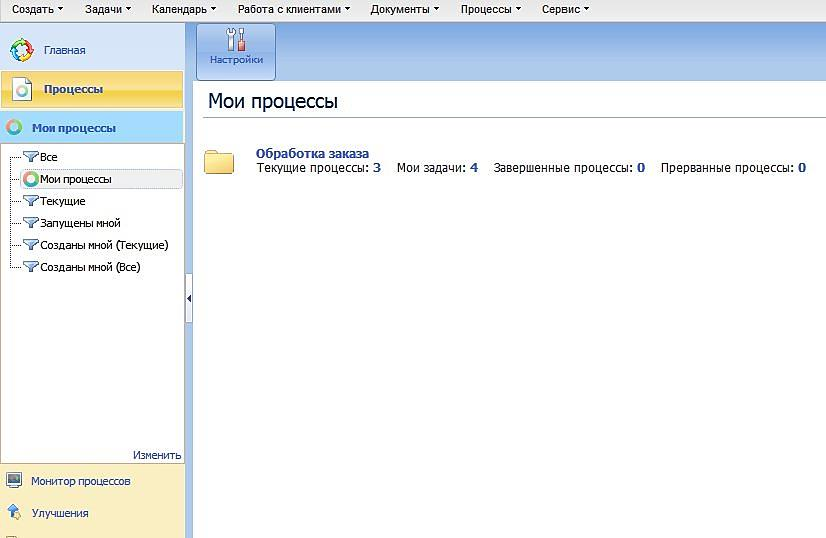 Создать Задачи Календарь Работа с клиентами Документы Процессы Сервис
Главная
Процессы
Мои процессы
Все
Мои процессы
Текущие
Запущены мной
Созданы мной (Текущие)
Созданы мной (Все)
Изменить
Монитор процессов
Улучшения
Настройки
Мои процессы
Обработка заказа
Текущие процессы: 3 Мои задачи: 4 Завершенные процессы: 0 Прерванные процессы: 0